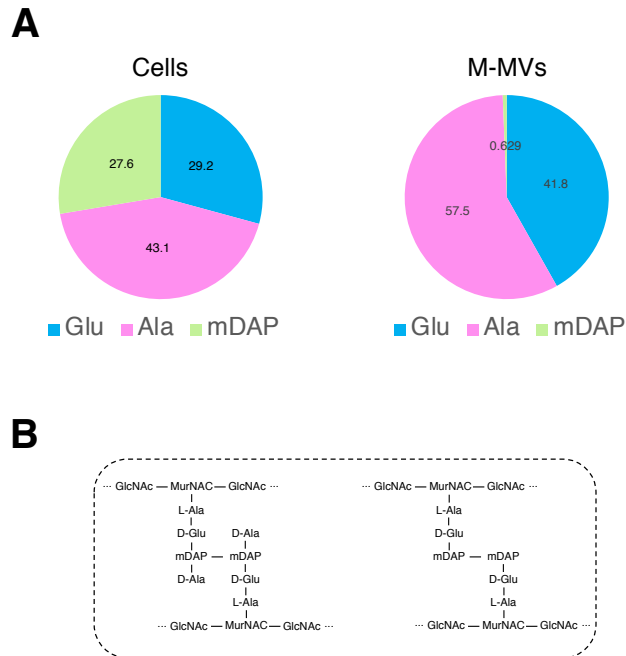 A
Cells M-MVs
27.6 29.2 43.1
0.629 41.8 57.5
Glu Ala mDAP Glu Ala mDAP
B
··· GlcNAc — MurNAC — GlcNAc ··· ··· GlcNAc — MurNAC — GlcNAc ···
L-Ala L-Ala
D-Glu D-Ala D-Glu
mDAP — mDAP mDAP — mDAP
D-Ala D-Glu D-Glu
L-Ala L-Ala
··· GlcNAc — MurNAC — GlcNAc ··· ··· GlcNAc — MurNAC — GlcNAc ···